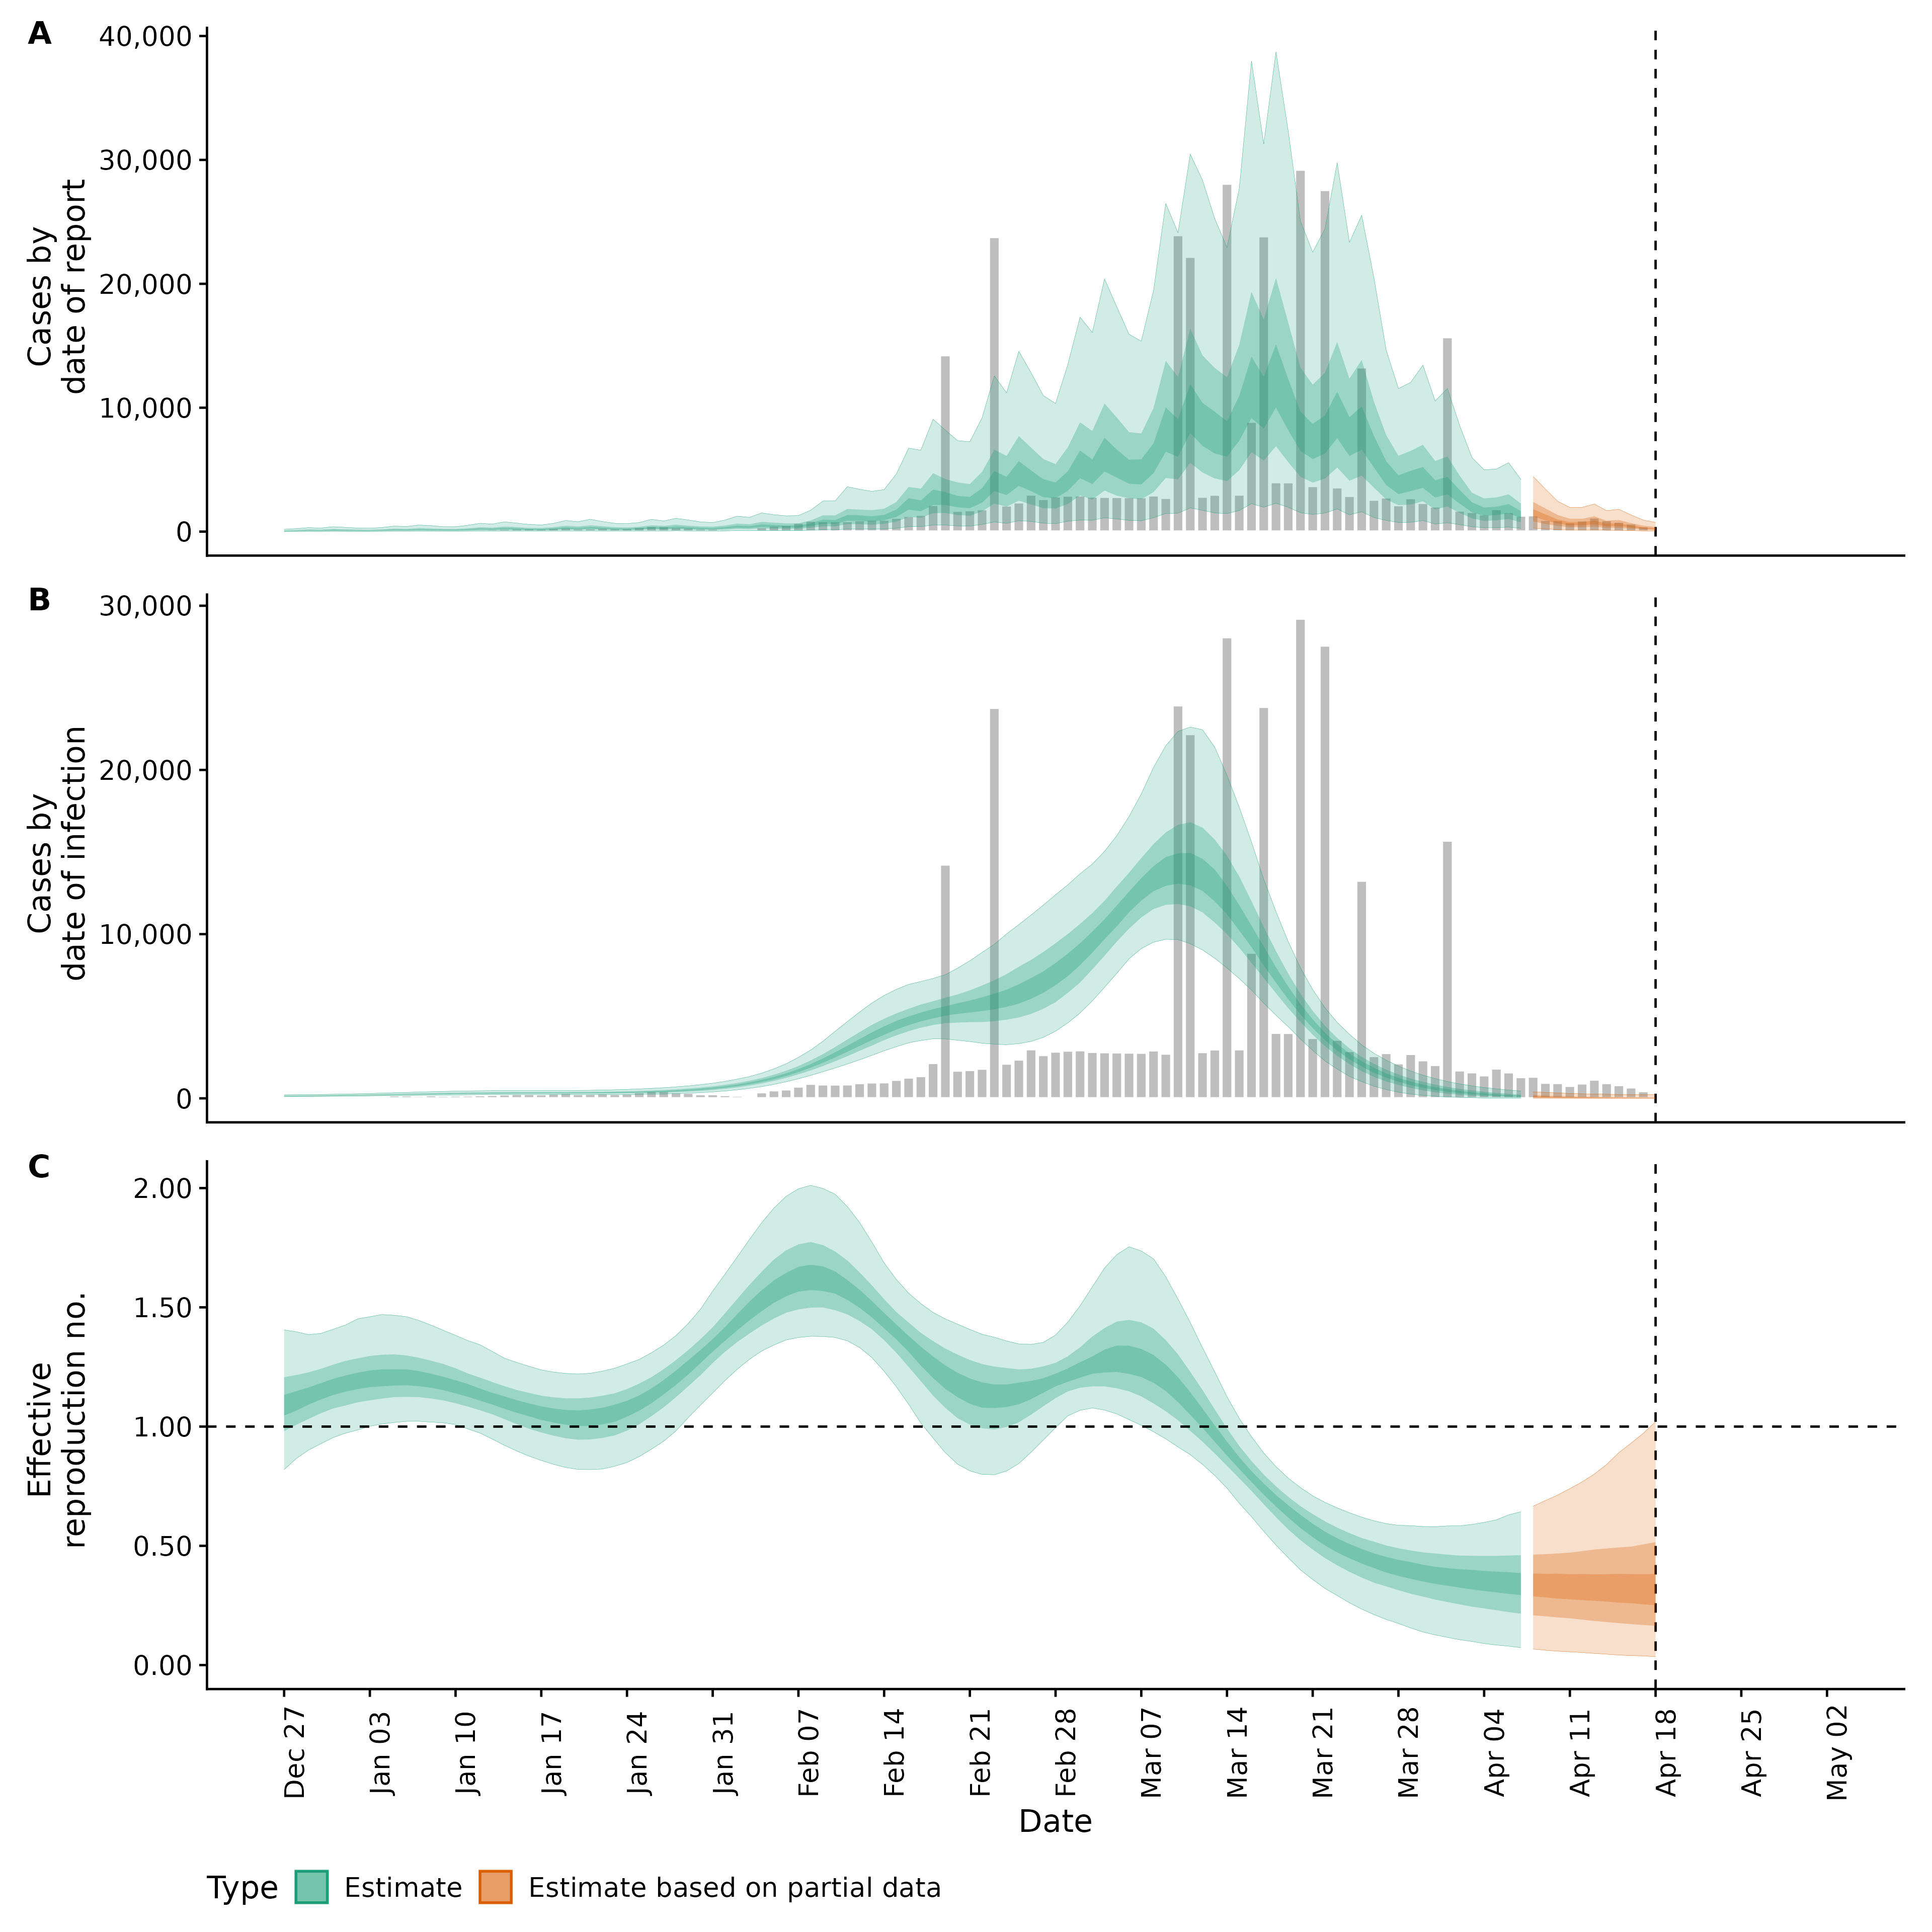 A
40,000
30,000
20,000
10,000
0
Cases by
date of report
B
30,000
20,000
10,000
0
Cases by
date of infection
C
2.00
1.50
1.00
0.50
0.00
Effective
reproduction no.
Dec 27
Jan 03
Jan 10
Jan 17
Jan 24
Jan 31
Feb 07
Feb 14
Feb 21
Feb 28
Mar 07
Mar 14
Mar 21
Mar 28
Apr 04
Apr 11
Apr 18
Apr 25
May 02
Date
Type Estimate Estimate based on partial data